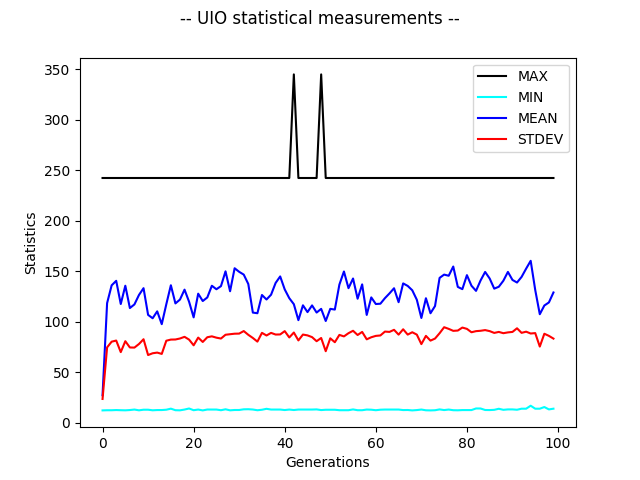 -- UIO statistical measurements --
350
300
250
200
150
100
50
0
Statistics
MAX
MIN
MEAN
STDEV
0 20 40 60 80 100
Generations